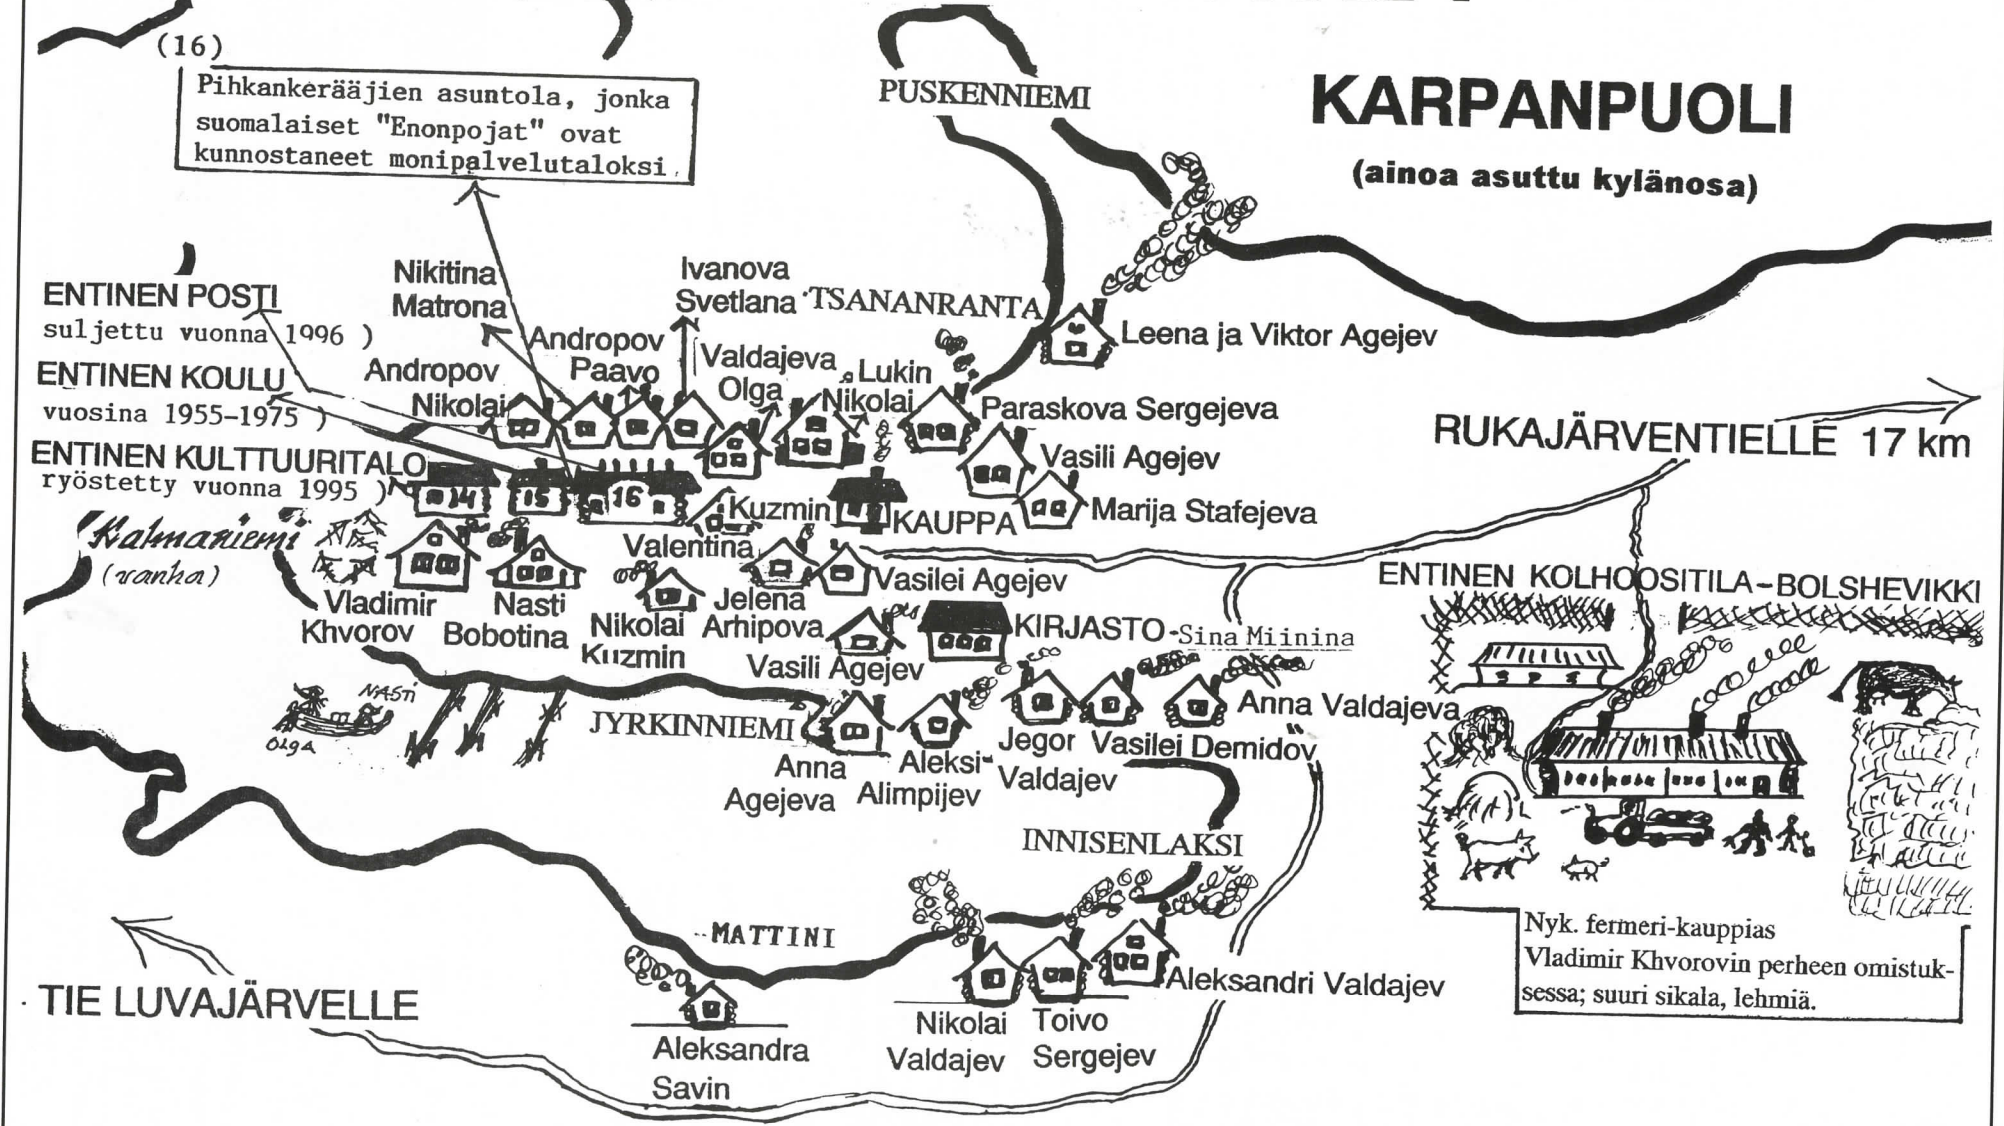 (16)
Pihkankerääjien asuntola, jonka
suomalaiset "Enonpojat" ovat
kunnostaneet monipalvelutaloksi.
PUSKENNIEMI
KARPANPUOLI
(ainoa asuttu kylänosa)
ENTINEN POSTI
suljettu vuonna 1996 )
ENTINEN KOULU
vuosina 1955-1975 )
ENTINEN KULTTUURITALO
ryöstetty vuonna 1995 )
Nikitina
Matrona
Ivanova
Svetlana
TSANANRANTA
Andropov
Nikolai
Andropov
Paavo
Valdajeva
Olga
Lukin
Nikolai
Leena ja Viktor Agejev
Paraskova Sergejeva
Vasili Agejev
Marija Stafejeva
RUKAJÄRVENTIELLE 17 km
14
15
16
Kuzmin
Valentina
KAUPPA
Kalmaniemi
(vanha)
Vladimir
Khvorov
Nasti
Bobotina
Nikolai
Kuzmin
Jelena
Arhipova
Vasilei Agejev
Vasili Agejev
KIRJASTO-Sina Miinina
ENTINEN KOLHOOSITILA-BOLSHEVIKKI
NASTI
OLGA
JYRKINNIEMI
Anna
Agejeva
Aleksi-
Alimpijev
Jegor
Valdajev
Vasilei Demidov
Anna Valdajeva
INNISENLAKSI
MATTINI
Aleksandri Valdajev
Nikolai
Valdajev
Toivo
Sergejev
Aleksandra
Savin
TIE LUVAJÄRVELLE
Nyk. fermeri-kauppias
Vladimir Khvorovin perheen omistuk-
sessa; suuri sikala, lehmiä.